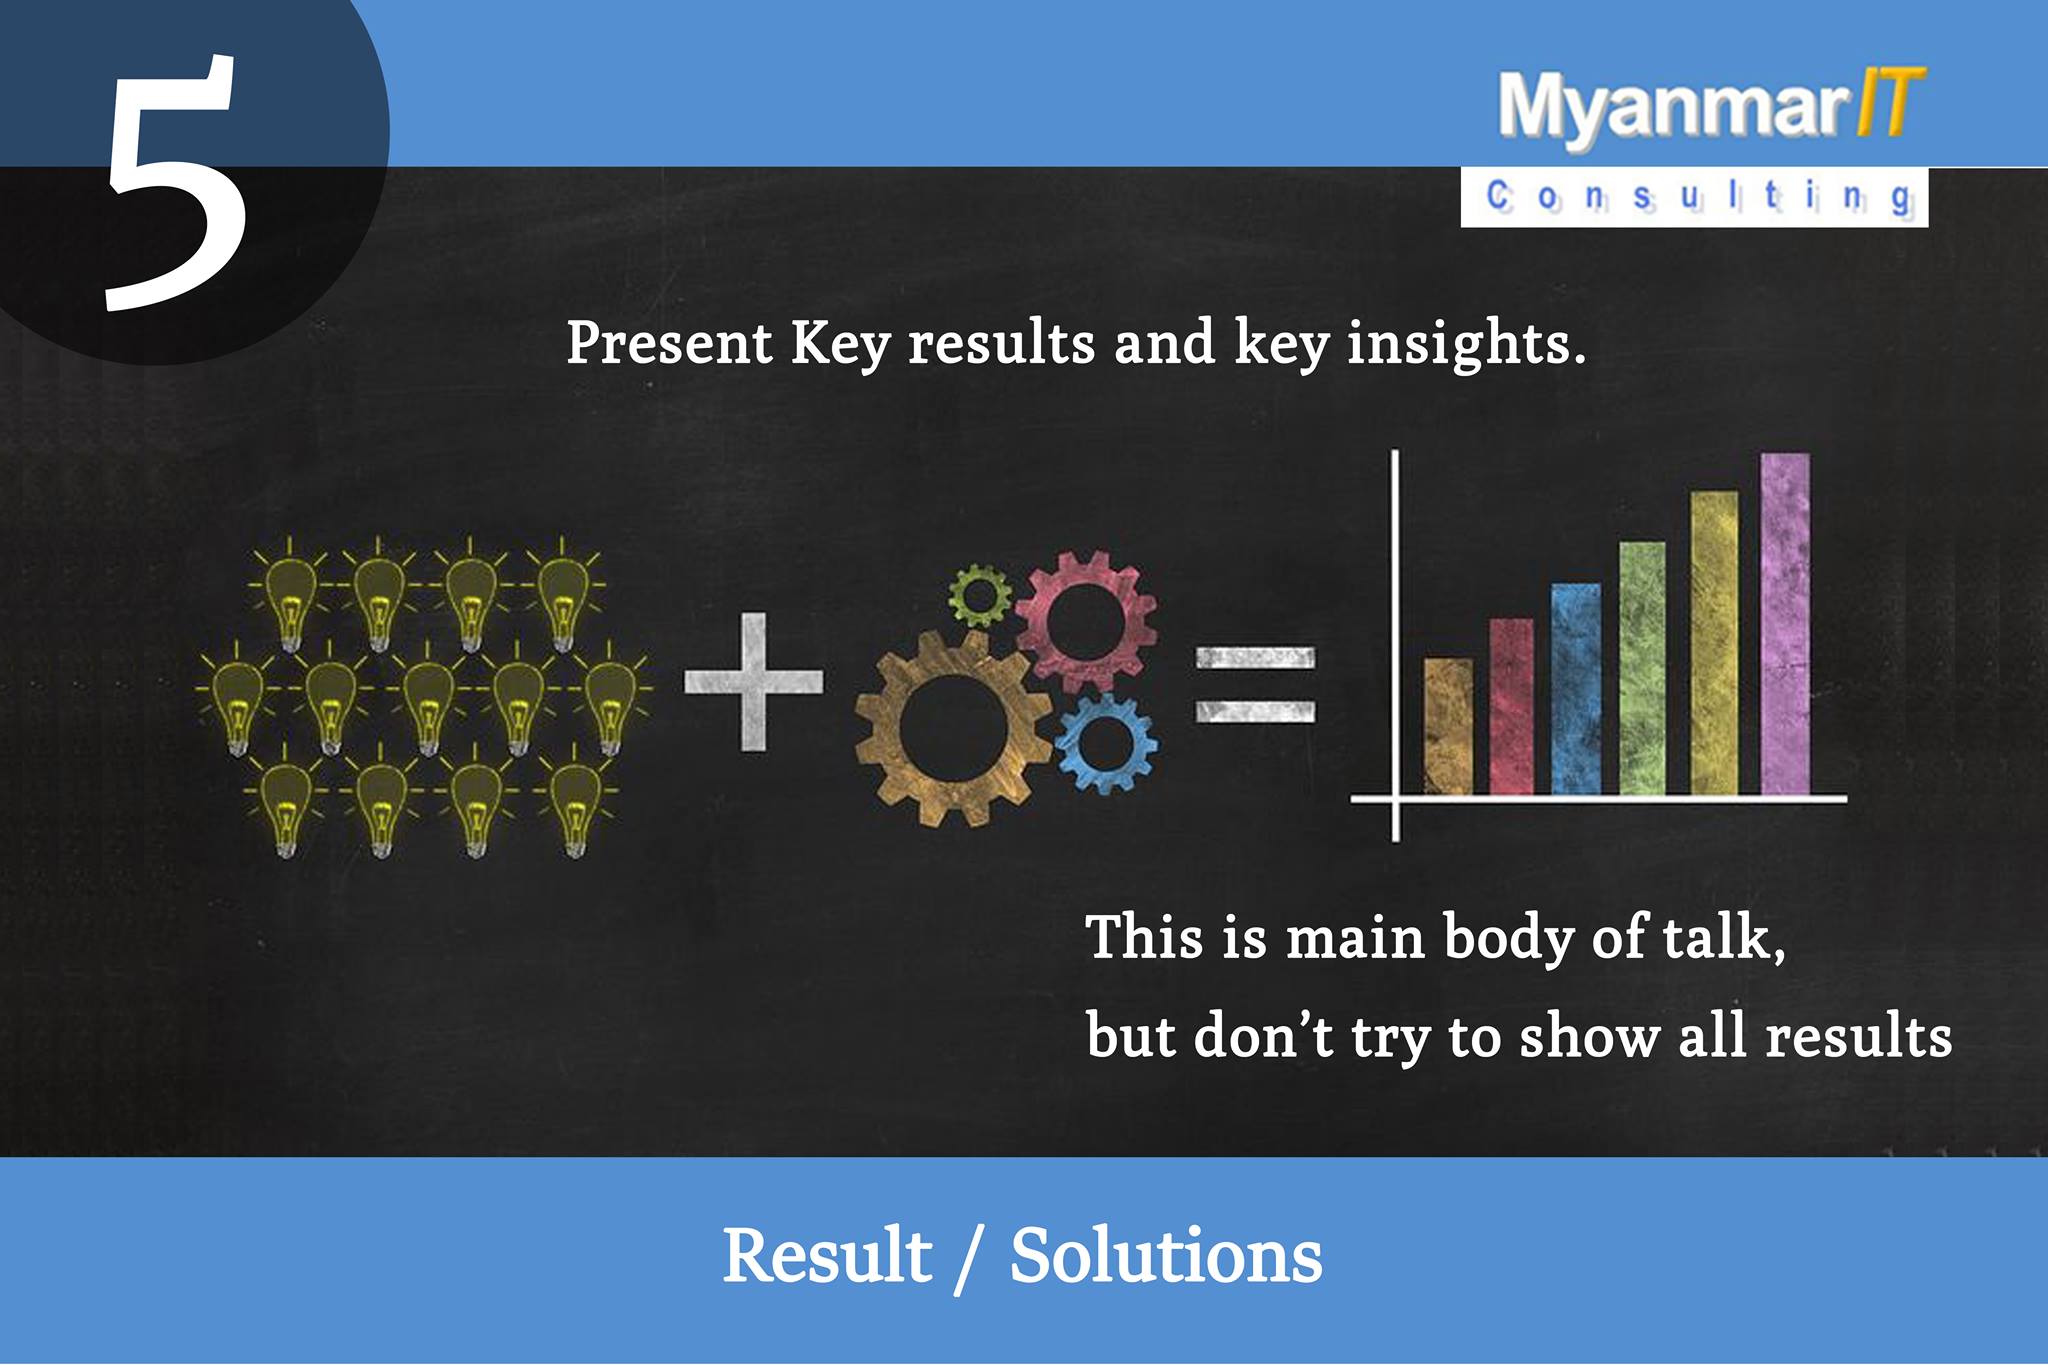 5
MyanmarIT
Consulting
Present Key results and key insights.
This is main body of talk,
but don’t try to show all results
Result / Solutions